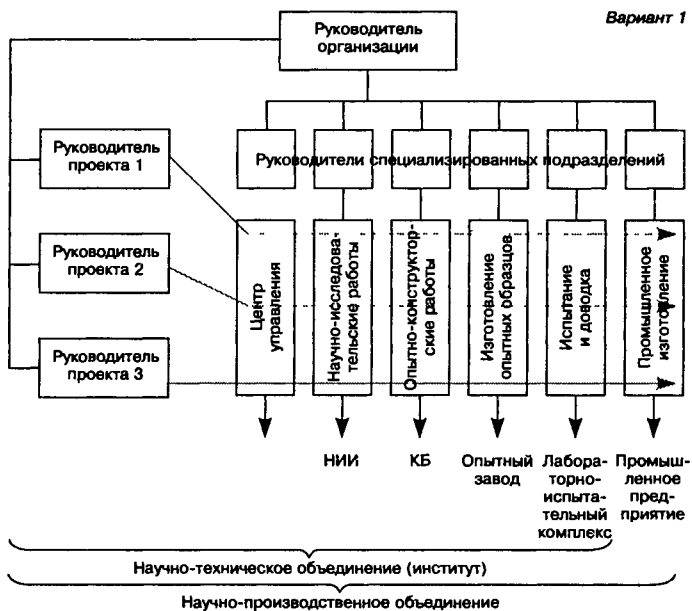 Вариант 1
Руководитель
организации
Руководитель
проекта 1
Руководители специализированных подразделений
Руководитель
проекта 2
Руководитель
проекта 3
Центр
управления
Научно-исследова-
тельские работы
Опытно-конструктор-
ские работы
Изготовление
опытных образцов
Испытание
и доводка
Промышленное
изготовление
НИИ
КБ
Опытный
завод
Лабора-
торно-
испыта-
тельный
комплекс
Промыш-
ленное
пред-
приятие
Научно-техническое объединение (институт)
Научно-производственное объединение